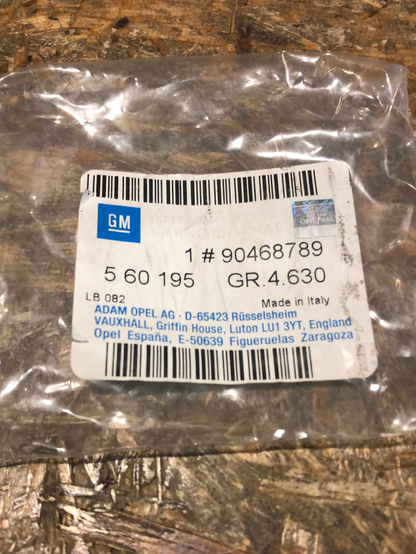 GM
ORIGINAL
1 # 90468789
5 60 195 GR.4.630
LB 082 Made in Italy
ADAM OPEL AG · D-65423 Rüsselsheim
VAUXHALL, Griffin House, Luton LU1 3YT, England
Opel España, E-50639 Figueruelas Zaragoza